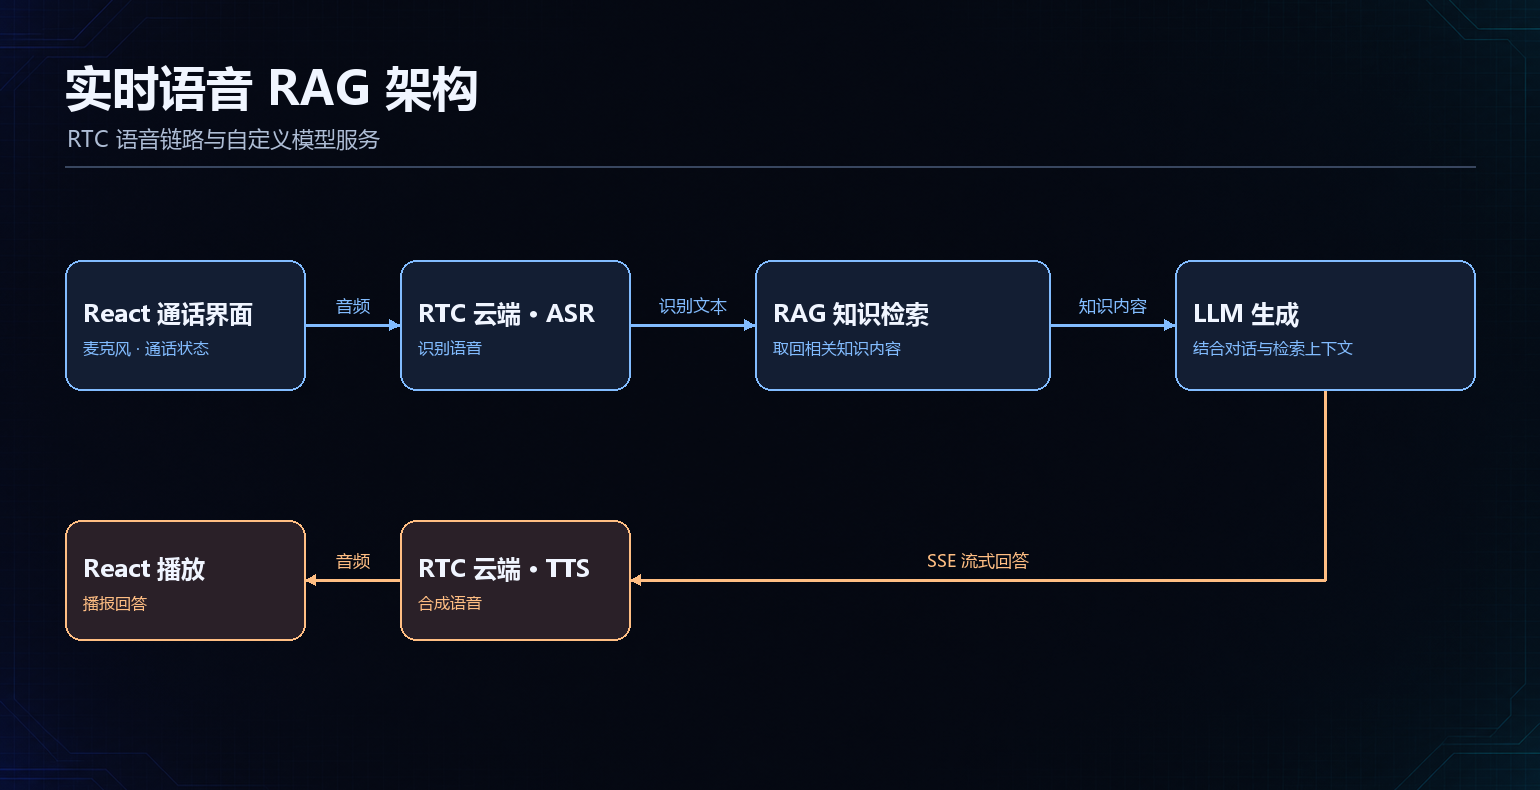 实时语音 RAG 架构
RTC 语音链路与自定义模型服务
React 通话界面
麦克风 · 通话状态
音频
RTC 云端 • ASR
识别语音
识别文本
RAG 知识检索
取回相关知识内容
知识内容
LLM 生成
结合对话与检索上下文
React 播放
播报回答
音频
RTC 云端 • TTS
合成语音
SSE 流式回答